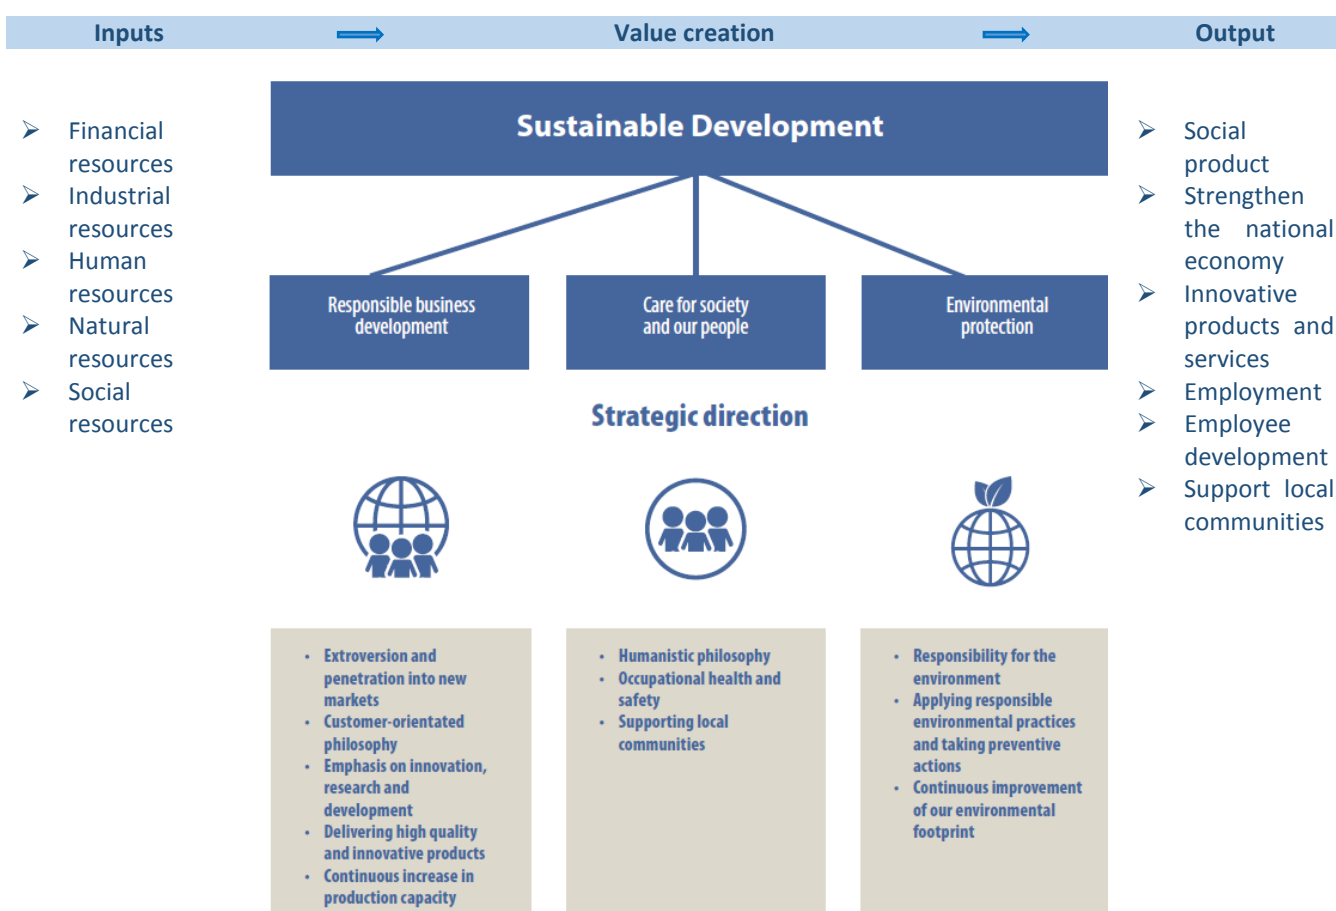 Inputs
Value creation
Output
Financial
resources
Industrial
resources
Human
resources
Natural
resources
Social
resources
Sustainable Development
Responsible business
development
Care for society
and our people
Environmental
protection
Strategic direction
• Extroversion and
penetration into new
markets
• Customer-orientated
philosophy
• Emphasis on innovation,
research and
development
• Delivering high quality
and innovative products
• Continuous increase in
production capacity
• Humanistic philosophy
• Occupational health and
safety
• Supporting local
communities
• Responsibility for the
environment
• Applying responsible
environmental practices
and taking preventive
actions
• Continuous improvement
of our environmental
footprint
Social
product
Strengthen
the national
economy
Innovative
products and
services
Employment
Employee
development
Support local
communities